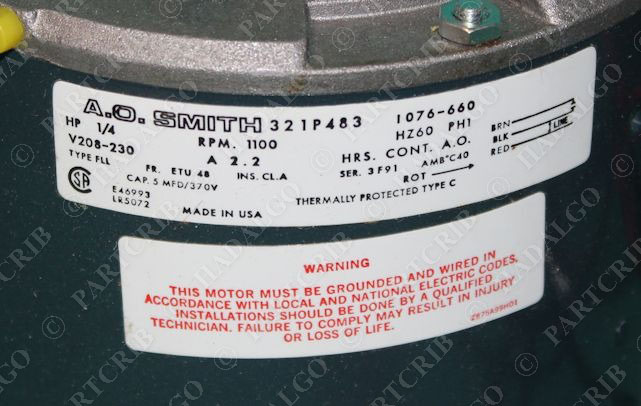 A.O. SMITH 321P483 1076-660
HP 1/4 RPM. 1100 HZ60 PH1
V208-230 A 2.2 HRS. CONT. A.O.
TYPE FLL FR. ETU 48 INS. CL.A SER. 3F91 AMB°C40
CAP. 5 MFD/370V ROT
THERMALLY PROTECTED TYPE C
BRN
BLK LINE
RED
E46993
LR5072
MADE IN USA
WARNING
THIS MOTOR MUST BE GROUNDED AND WIRED IN
ACCORDANCE WITH LOCAL AND NATIONAL ELECTRIC CODES.
INSTALLATIONS SHOULD BE DONE BY A QUALIFIED
TECHNICIAN. FAILURE TO COMPLY MAY RESULT IN INJURY
OR LOSS OF LIFE.
Z875A99H01
© PARTCRIB
HADALGO